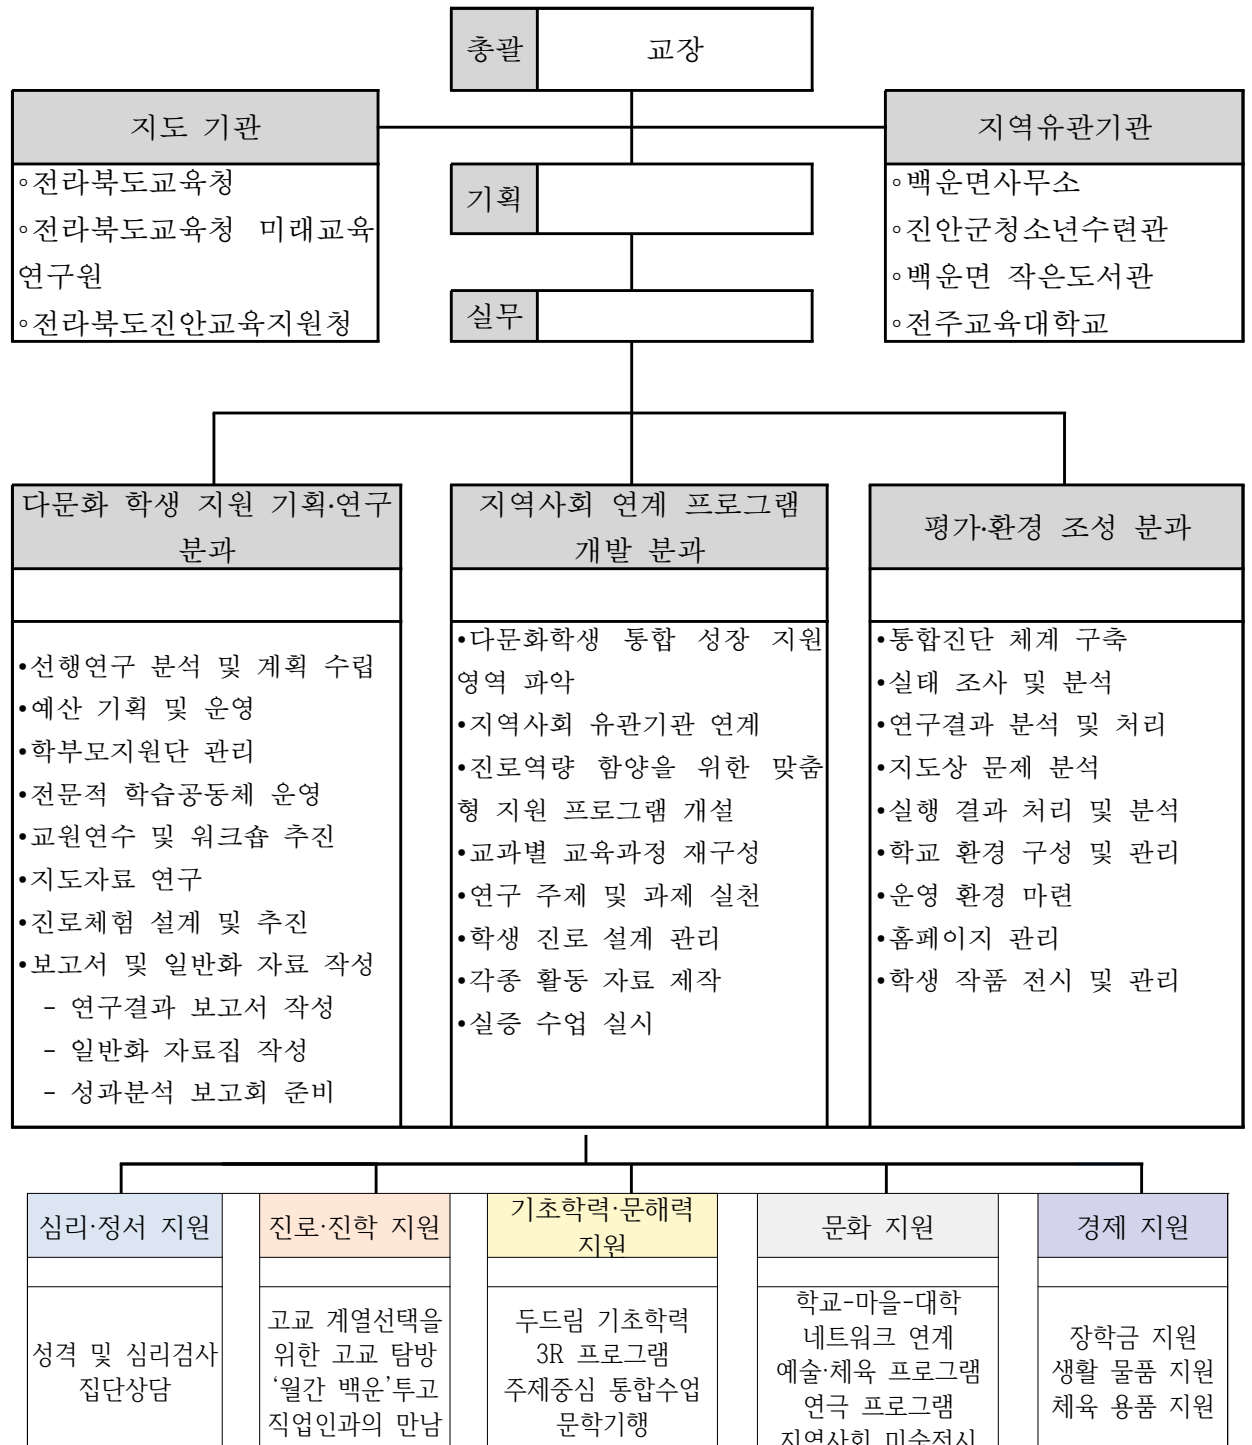 총괄 교장
지도 기관
◦전라북도교육청
◦전라북도교육청 미래교육
연구원
◦전라북도진안교육지원청
지역유관기관
◦백운면사무소
◦진안군청소년수련관
◦백운면 작은도서관
◦전주교육대학교
기획
실무
다문화 학생 지원 기획·연구
분과
•선행연구 분석 및 계획 수립
•예산 기획 및 운영
•학부모지원단 관리
•전문적 학습공동체 운영
•교원연수 및 워크숍 추진
•지도자료 연구
•진로체험 설계 및 추진
•보고서 및 일반화 자료 작성
- 연구결과 보고서 작성
- 일반화 자료집 작성
- 성과분석 보고회 준비
지역사회 연계 프로그램
개발 분과
•다문화학생 통합 성장 지원
영역 파악
•지역사회 유관기관 연계
•진로역량 함양을 위한 맞춤
형 지원 프로그램 개설
•교과별 교육과정 재구성
•연구 주제 및 과제 실천
•학생 진로 설계 관리
•각종 활동 자료 제작
•실증 수업 실시
평가·환경 조성 분과
•통합진단 체계 구축
•실태 조사 및 분석
•연구결과 분석 및 처리
•지도상 문제 분석
•실행 결과 처리 및 분석
•학교 환경 구성 및 관리
•운영 환경 마련
•홈페이지 관리
•학생 작품 전시 및 관리
심리·정서 지원
성격 및 심리검사
집단상담
진로·진학 지원
고교 계열선택을
위한 고교 탐방
‘월간 백운’투고
직업인과의 만남
기초학력·문해력
지원
두드림 기초학력
3R 프로그램
주제중심 통합수업
문학기행
문화 지원
학교-마을-대학
네트워크 연계
예술·체육 프로그램
연극 프로그램
지역사회 미술전시
경제 지원
장학금 지원
생활 물품 지원
체육 용품 지원